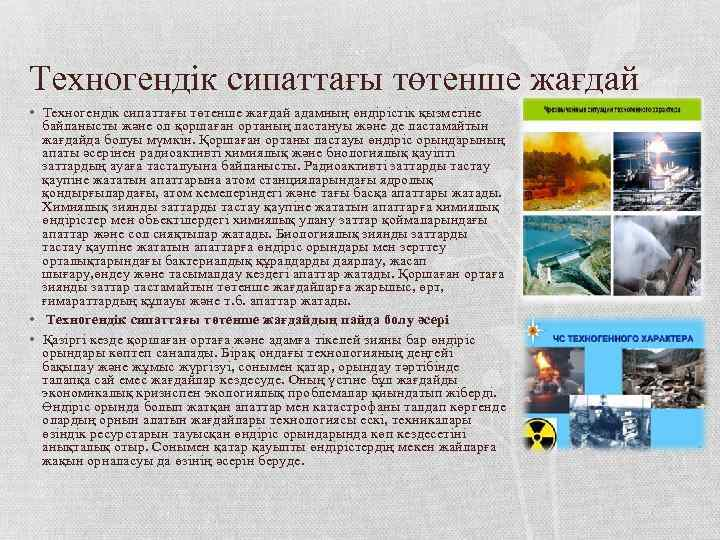 Техногендік сипаттағы төтенше жағдай
• Техногендік сипаттағы төтенше жағдай адамның өндірістік қызметіне
байланысты және ол қоршаған ортаның ластануы және де ластамайтын
жағдайда болуы мүмкін. Қоршаған ортаны ластауы өндіріс орындарының
апаты әсерінен радиоактивті химиялық және биологиялық қауіпті
заттардың ауаға тасталуына байланысты. Радиоактивті заттарды тастау
қаупіне жататын апаттарына атом станцияларындағы ядролық
қондырғылардағы, атом кемелеріндегі және тағы басқа апаттары жатады.
Химиялық зиянды заттарды тастау қаупіне жататын апаттарға химиялық
өндірістер мен обьектілердегі химиялық улану заттар қоймаларындағы
апаттар және сол сияқтылар жатады. Биологиялық зиянды заттарды
тастау қаупіне жататын апаттарға өндіріс орындары мен зерттеу
орталықтарындағы бактериалдық құралдарды даярлау, жасап
шығару,өңдеу және тасымалдау кездегі апаттар жатады. Қоршаған ортаға
зиянды заттар тастамайтын төтенше жағдайларға жарылыс, өрт,
ғимараттардың құлауы және т.б. апаттар жатады.
• Техногендік сипаттағы төтенше жағдайдың пайда болу әсері
• Қазіргі кезде қоршаған ортаға және адамға тікелей зияны бар өндіріс
орындары көптеп саналады. Бірақ ондағы технологияның деңгейі
бақылау және жұмыс жүргізуі, сонымен қатар, орындау тәртібінде
талапқа сай емес жағдайлар кездесуде. Оның үстіне бұл жағдайды
экономикалық кризиспен экологиялық проблемалар қиындатып жіберді.
Өндіріс орында болып жатқан апаттар мен катастрофаны талдап көргенде
олардың орнын алатын жағдайлары технологиясы ескі, техникалары
өзіндік ресурстарын тауысқан өндіріс орындарында көп кездесетіні
анықталық отыр. Сонымен қатар қауыпты өндірістердің мекен жайларға
жақын орналасуы да өзінің әсерін беруде.
Чрезвычайные ситуации техногенного характера
ЧС ТЕХНОГЕННОГО ХАРАКТЕРА